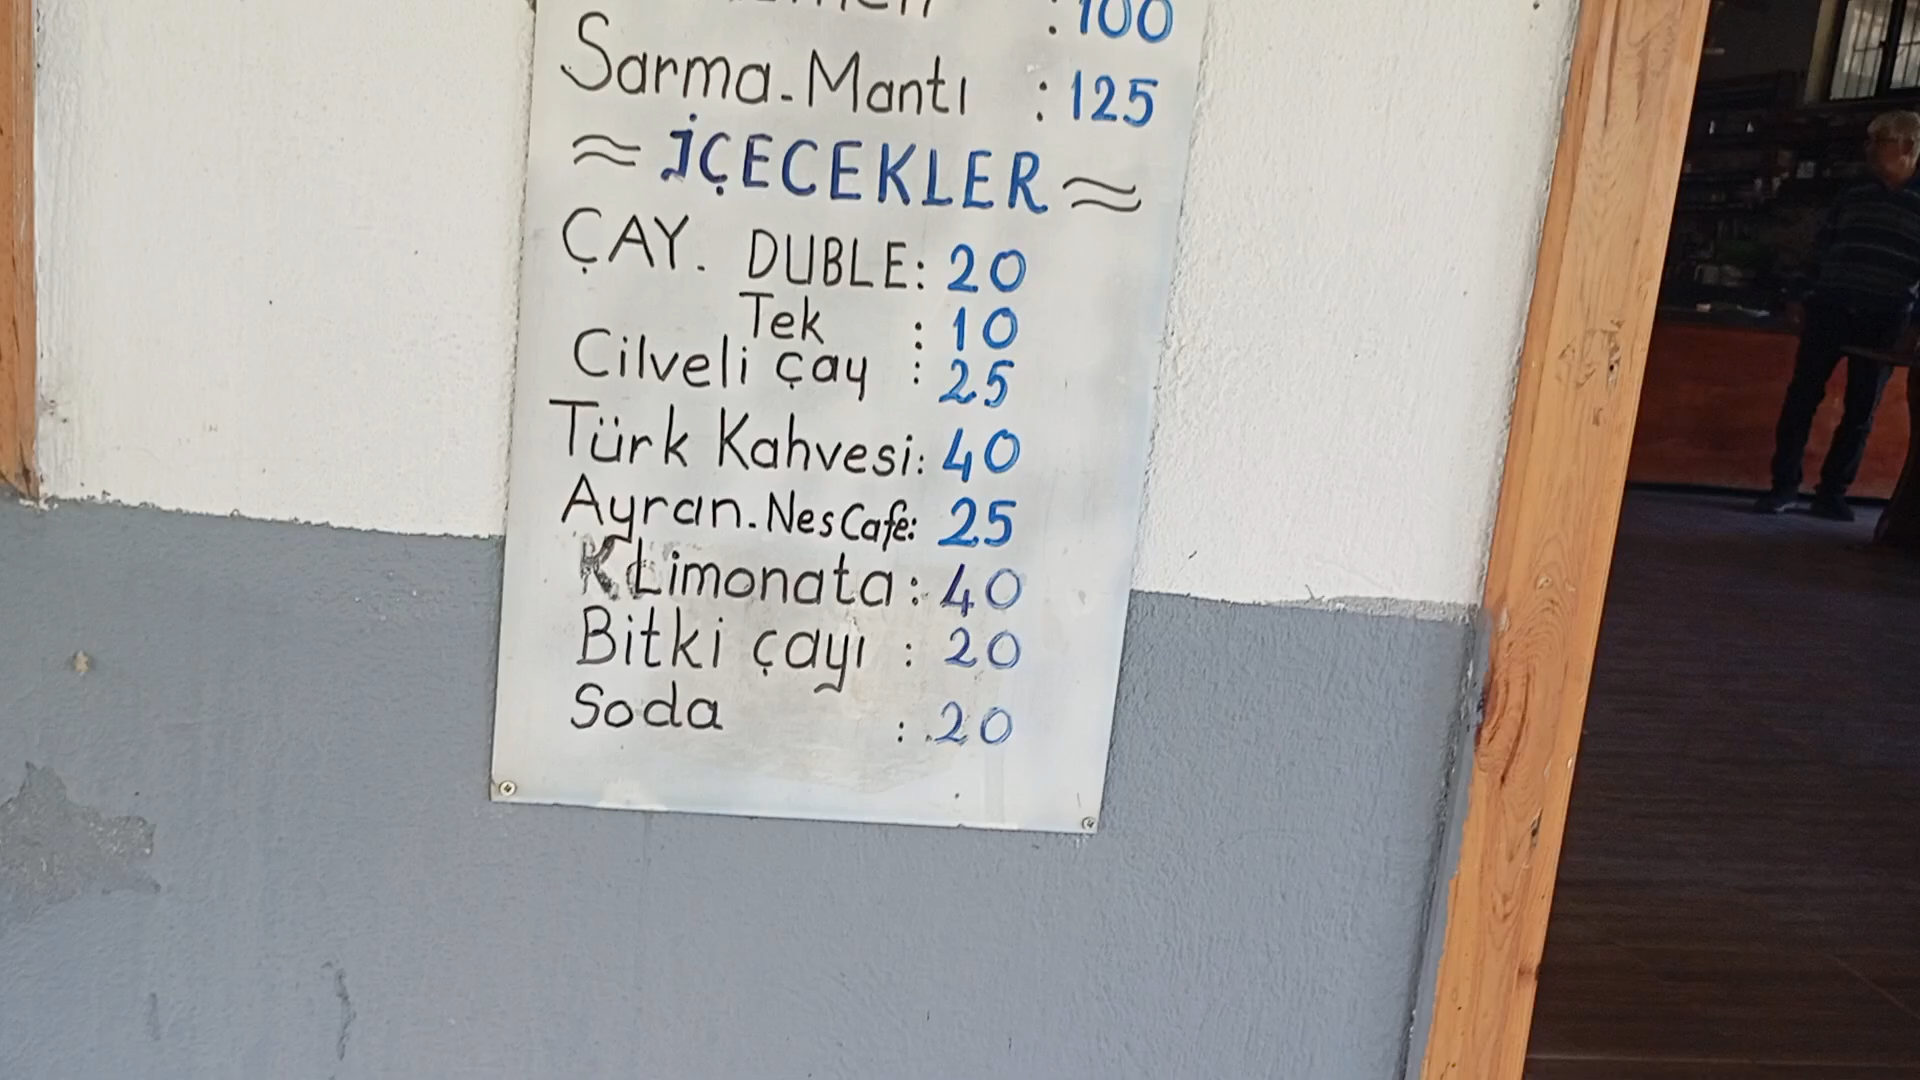 : 100
Sarma-Mantı : 125
≈ İÇECEKLER ≈
ÇAY. DUBLE: 20
Tek : 10
Cilveli çay : 25
Türk Kahvesi: 40
Ayran-NesCafe: 25
Limonata: 40
Bitki çayı : 20
Soda : 20